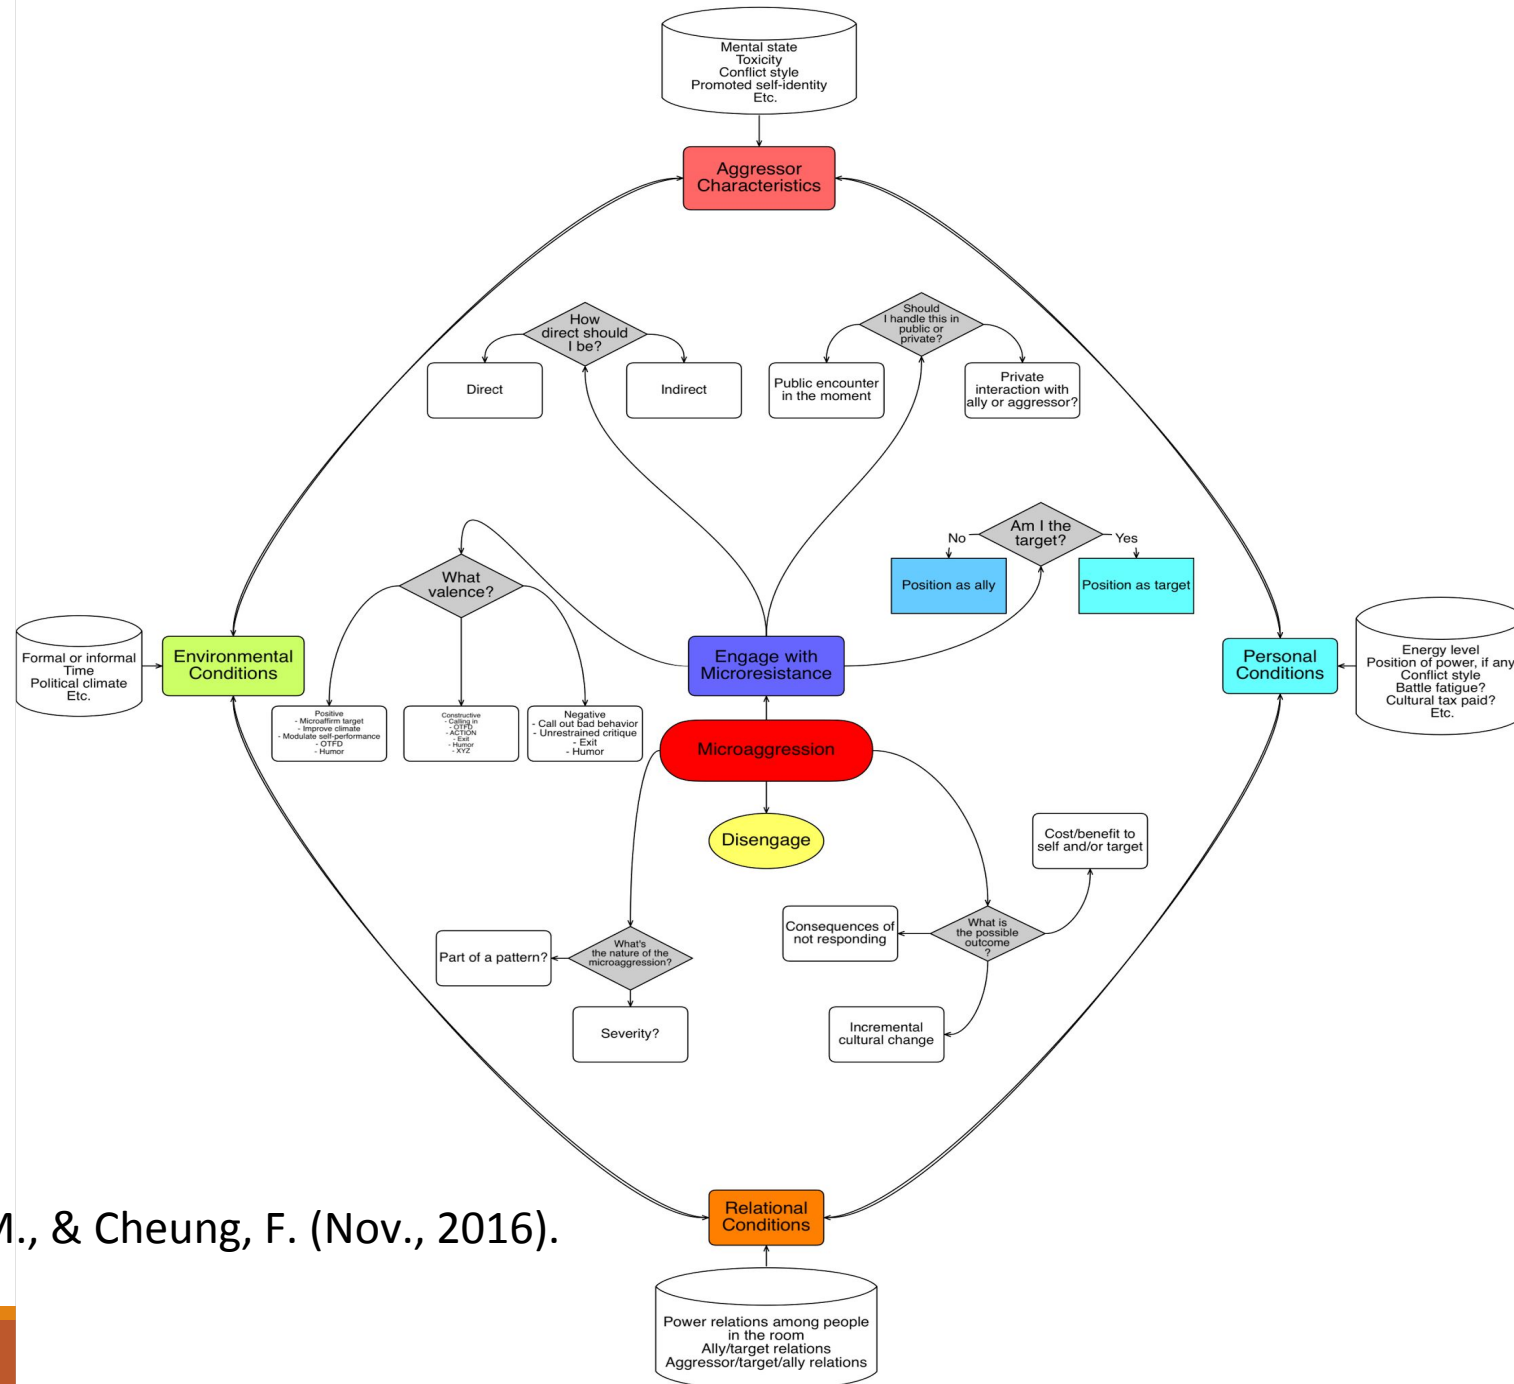 Mental state
Toxicity
Conflict style
Promoted self-identity
Etc.
Aggressor
Characteristics
How
direct should
I be?
Direct
Indirect
Should
I handle this in
public or
private?
Public encounter
in the moment
Private
interaction with
ally or aggressor?
Am I the
target?
No
Yes
Position as ally
Position as target
What
valence?
Positive
- Microaffirm target
- Improve climate
- Modulate self-performance
- OTFD
- Humor
Constructive
- Calling in
- OTFD
- ACTION
- Exit
- Humor
- XYZ
Negative
- Call out bad behavior
- Unrestrained critique
- Exit
- Humor
Formal or informal
Time
Political climate
Etc.
Environmental
Conditions
Engage with
Microresistance
Personal
Conditions
Energy level
Position of power, if any
Conflict style
Battle fatigue?
Cultural tax paid?
Etc.
Microaggression
Disengage
Cost/benefit to
self and/or target
What is
the possible
outcome
?
Consequences of
not responding
Incremental
cultural change
What's
the nature of the
microaggression?
Part of a pattern?
Severity?
Relational
Conditions
M., & Cheung, F. (Nov., 2016).
Power relations among people
in the room
Ally/target relations
Aggressor/target/ally relations